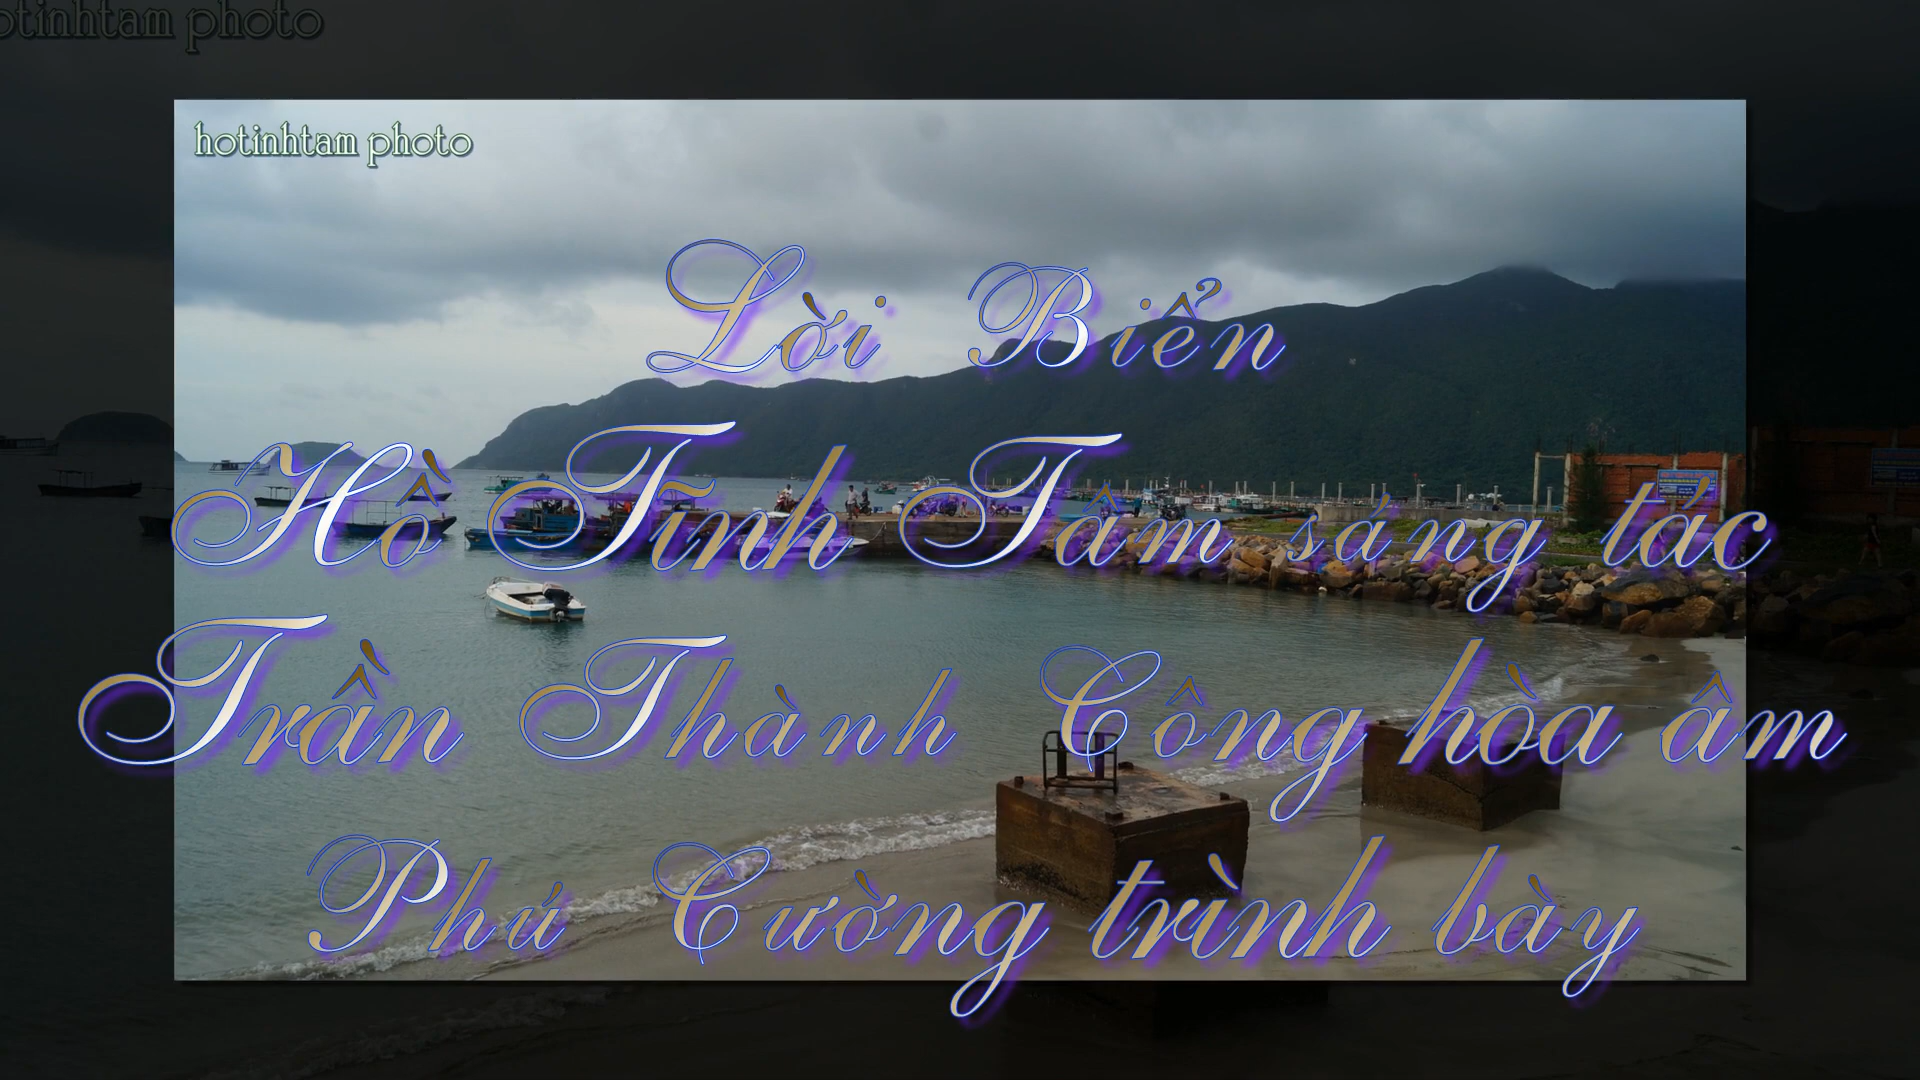 otinhtam photo
hotinhtam photo
Lời Biển
Hồ Tĩnh Tâm sáng tác
Trần Thành Công hòa âm
Phú Cường trình bày